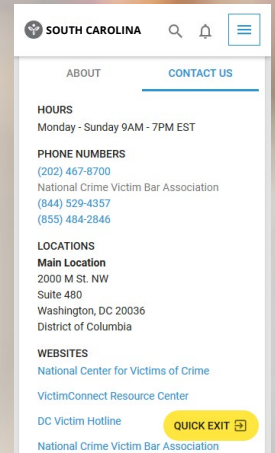 SOUTH CAROLINA
ABOUT
CONTACT US
HOURS
Monday - Sunday 9AM - 7PM EST
PHONE NUMBERS
(202) 467-8700
National Crime Victim Bar Association
(844) 529-4357
(855) 484-2846
LOCATIONS
Main Location
2000 M St. NW
Suite 480
Washington, DC 20036
District of Columbia
WEBSITES
National Center for Victims of Crime
VictimConnect Resource Center
DC Victim Hotline
QUICK EXIT
National Crime Victim Bar Association